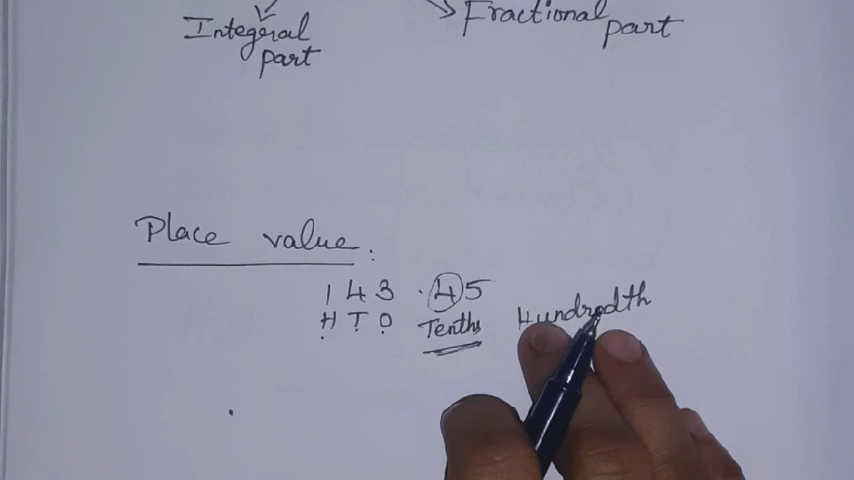 Integral part
Fractional part
Place value :
1 4 3 . 4 5
H T O Tenths Hundredth